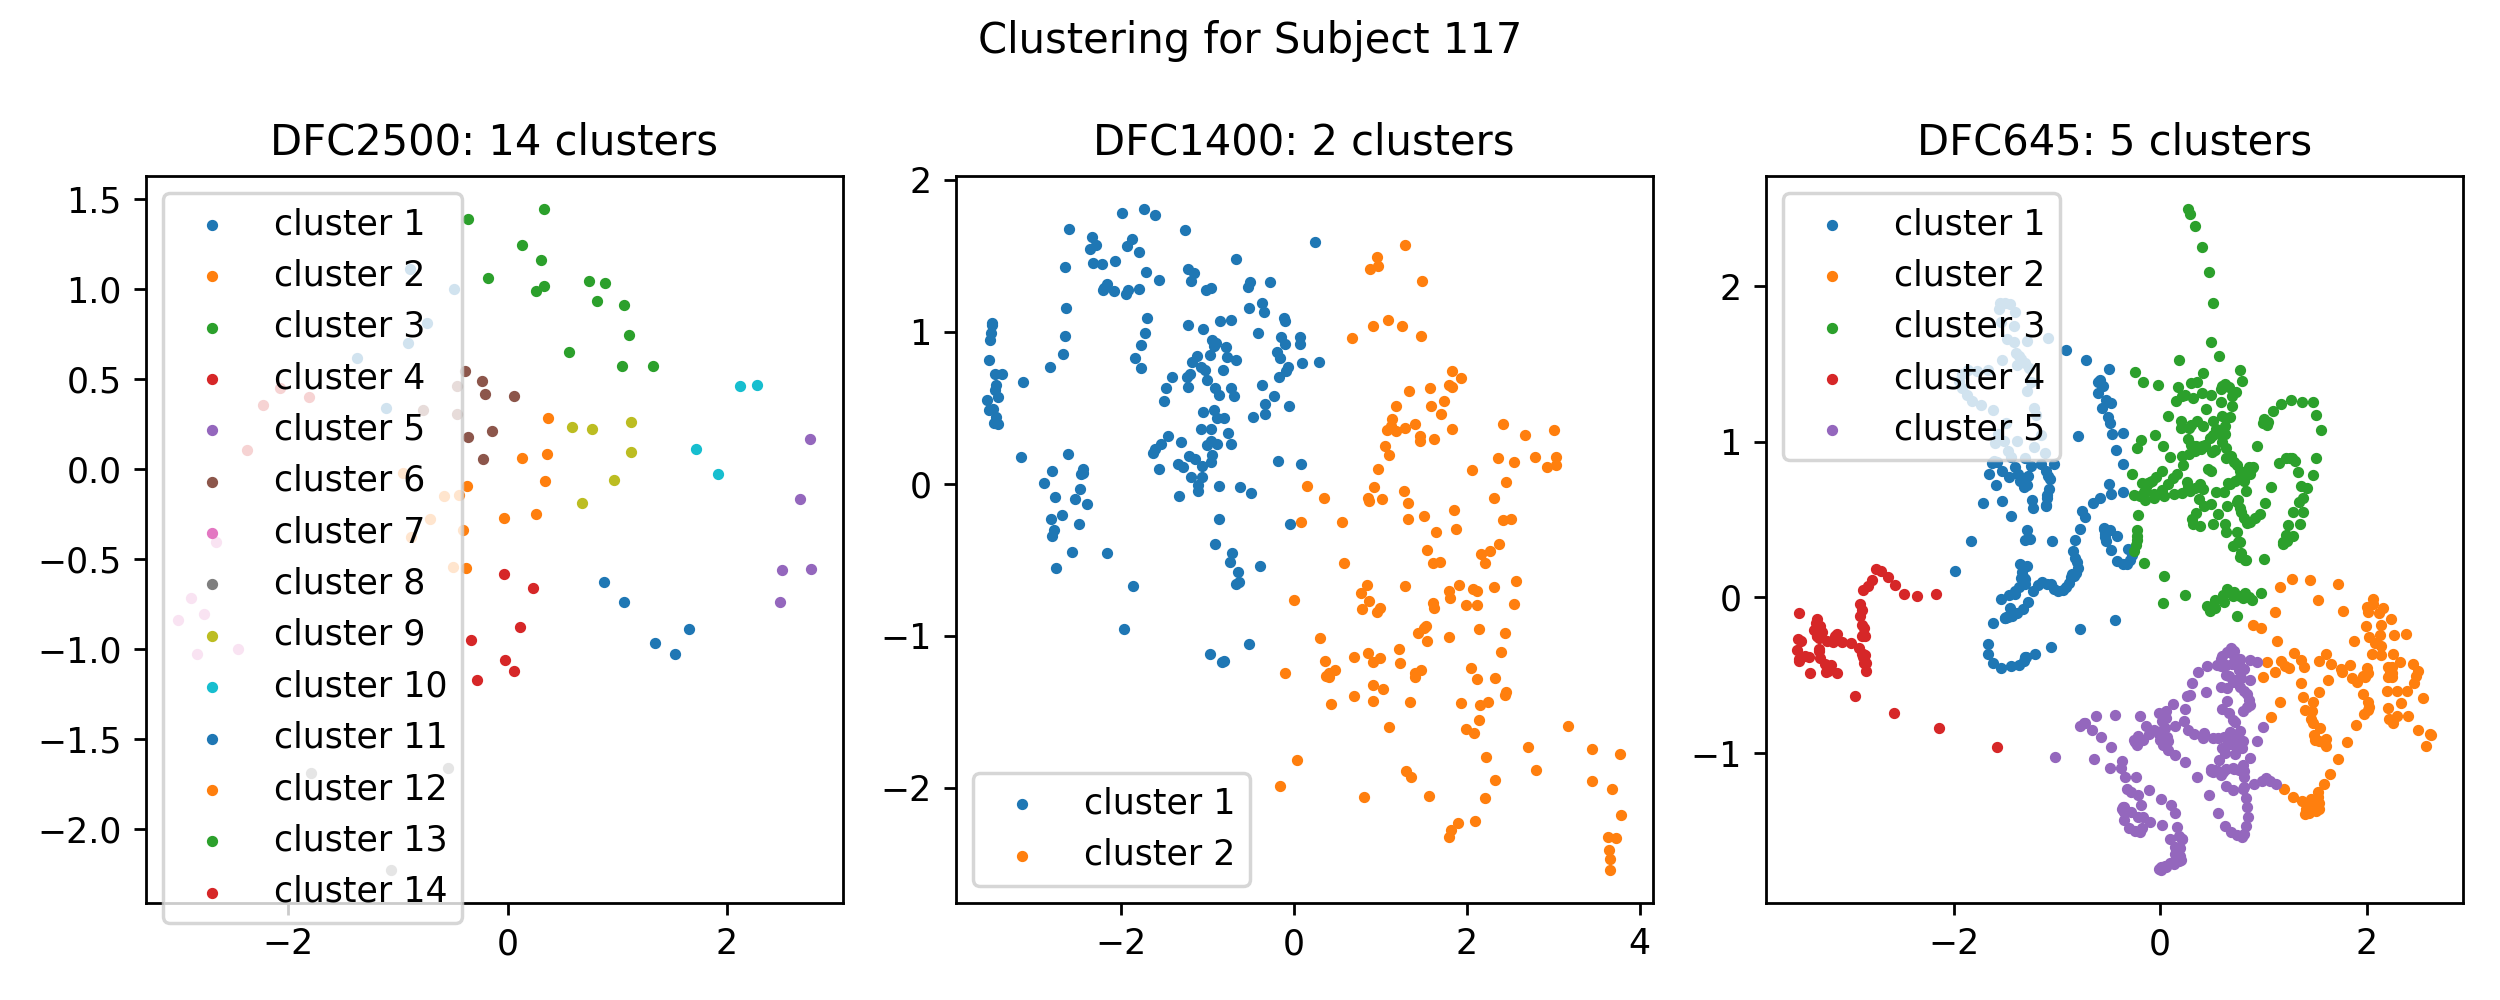 Clustering for Subject 117
DFC2500: 14 clusters
1.5
1.0
0.5
0.0
−0.5
−1.0
−1.5
−2.0
−2
0
2
cluster 1
cluster 2
cluster 3
cluster 4
cluster 5
cluster 6
cluster 7
cluster 8
cluster 9
cluster 10
cluster 11
cluster 12
cluster 13
cluster 14
DFC1400: 2 clusters
2
1
0
−1
−2
−2
0
2
4
cluster 1
cluster 2
DFC645: 5 clusters
2
1
0
−1
−2
0
2
cluster 1
cluster 2
cluster 3
cluster 4
cluster 5